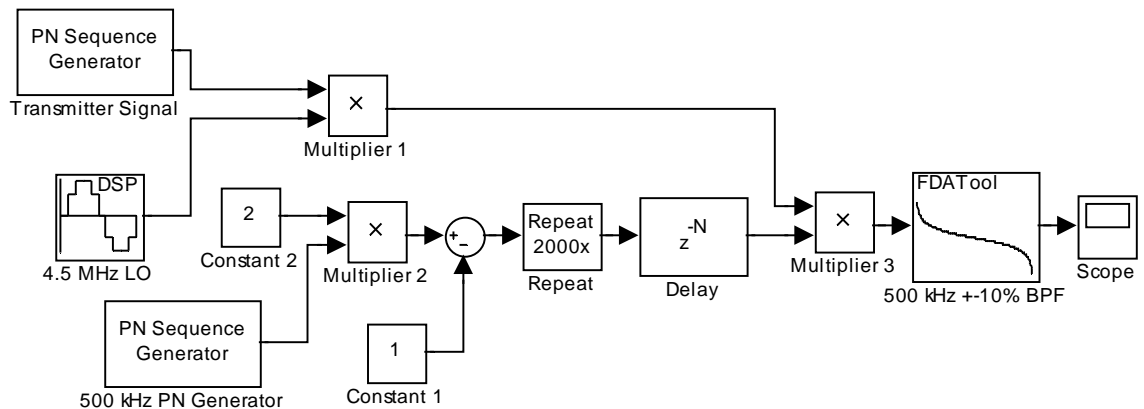 PN Sequence
Generator
Transmitter Signal
×
Multiplier 1
DSP
4.5 MHz LO
2
Constant 2
×
Multiplier 2
+
−
Repeat
2000x
Repeat
z-N
Delay
×
Multiplier 3
FDATool
500 kHz +-10% BPF
Scope
PN Sequence
Generator
500 kHz PN Generator
1
Constant 1